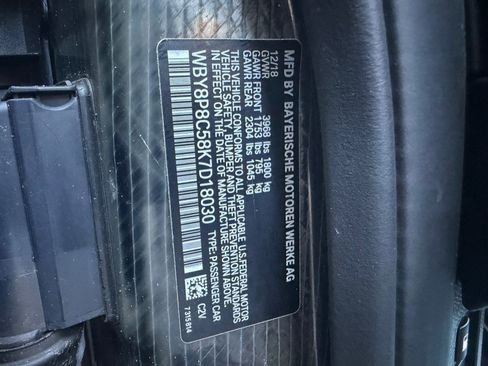 MFD BY BAYERISCHE MOTOREN WERKE AG
12/18
GVWR 3968 lbs 1800 kg
GAWR FRONT 1753 lbs 795 kg
GAWR REAR 2304 lbs 1045 kg
THIS VEHICLE CONFORMS TO ALL APPLICABLE U.S. FEDERAL MOTOR
VEHICLE SAFETY, BUMPER AND THEFT PREVENTION STANDARDS
IN EFFECT ON THE DATE OF MANUFACTURE SHOWN ABOVE.
WBY8P8C58K7D18030 TYPE: PASSENGER CAR
C2V
7315814